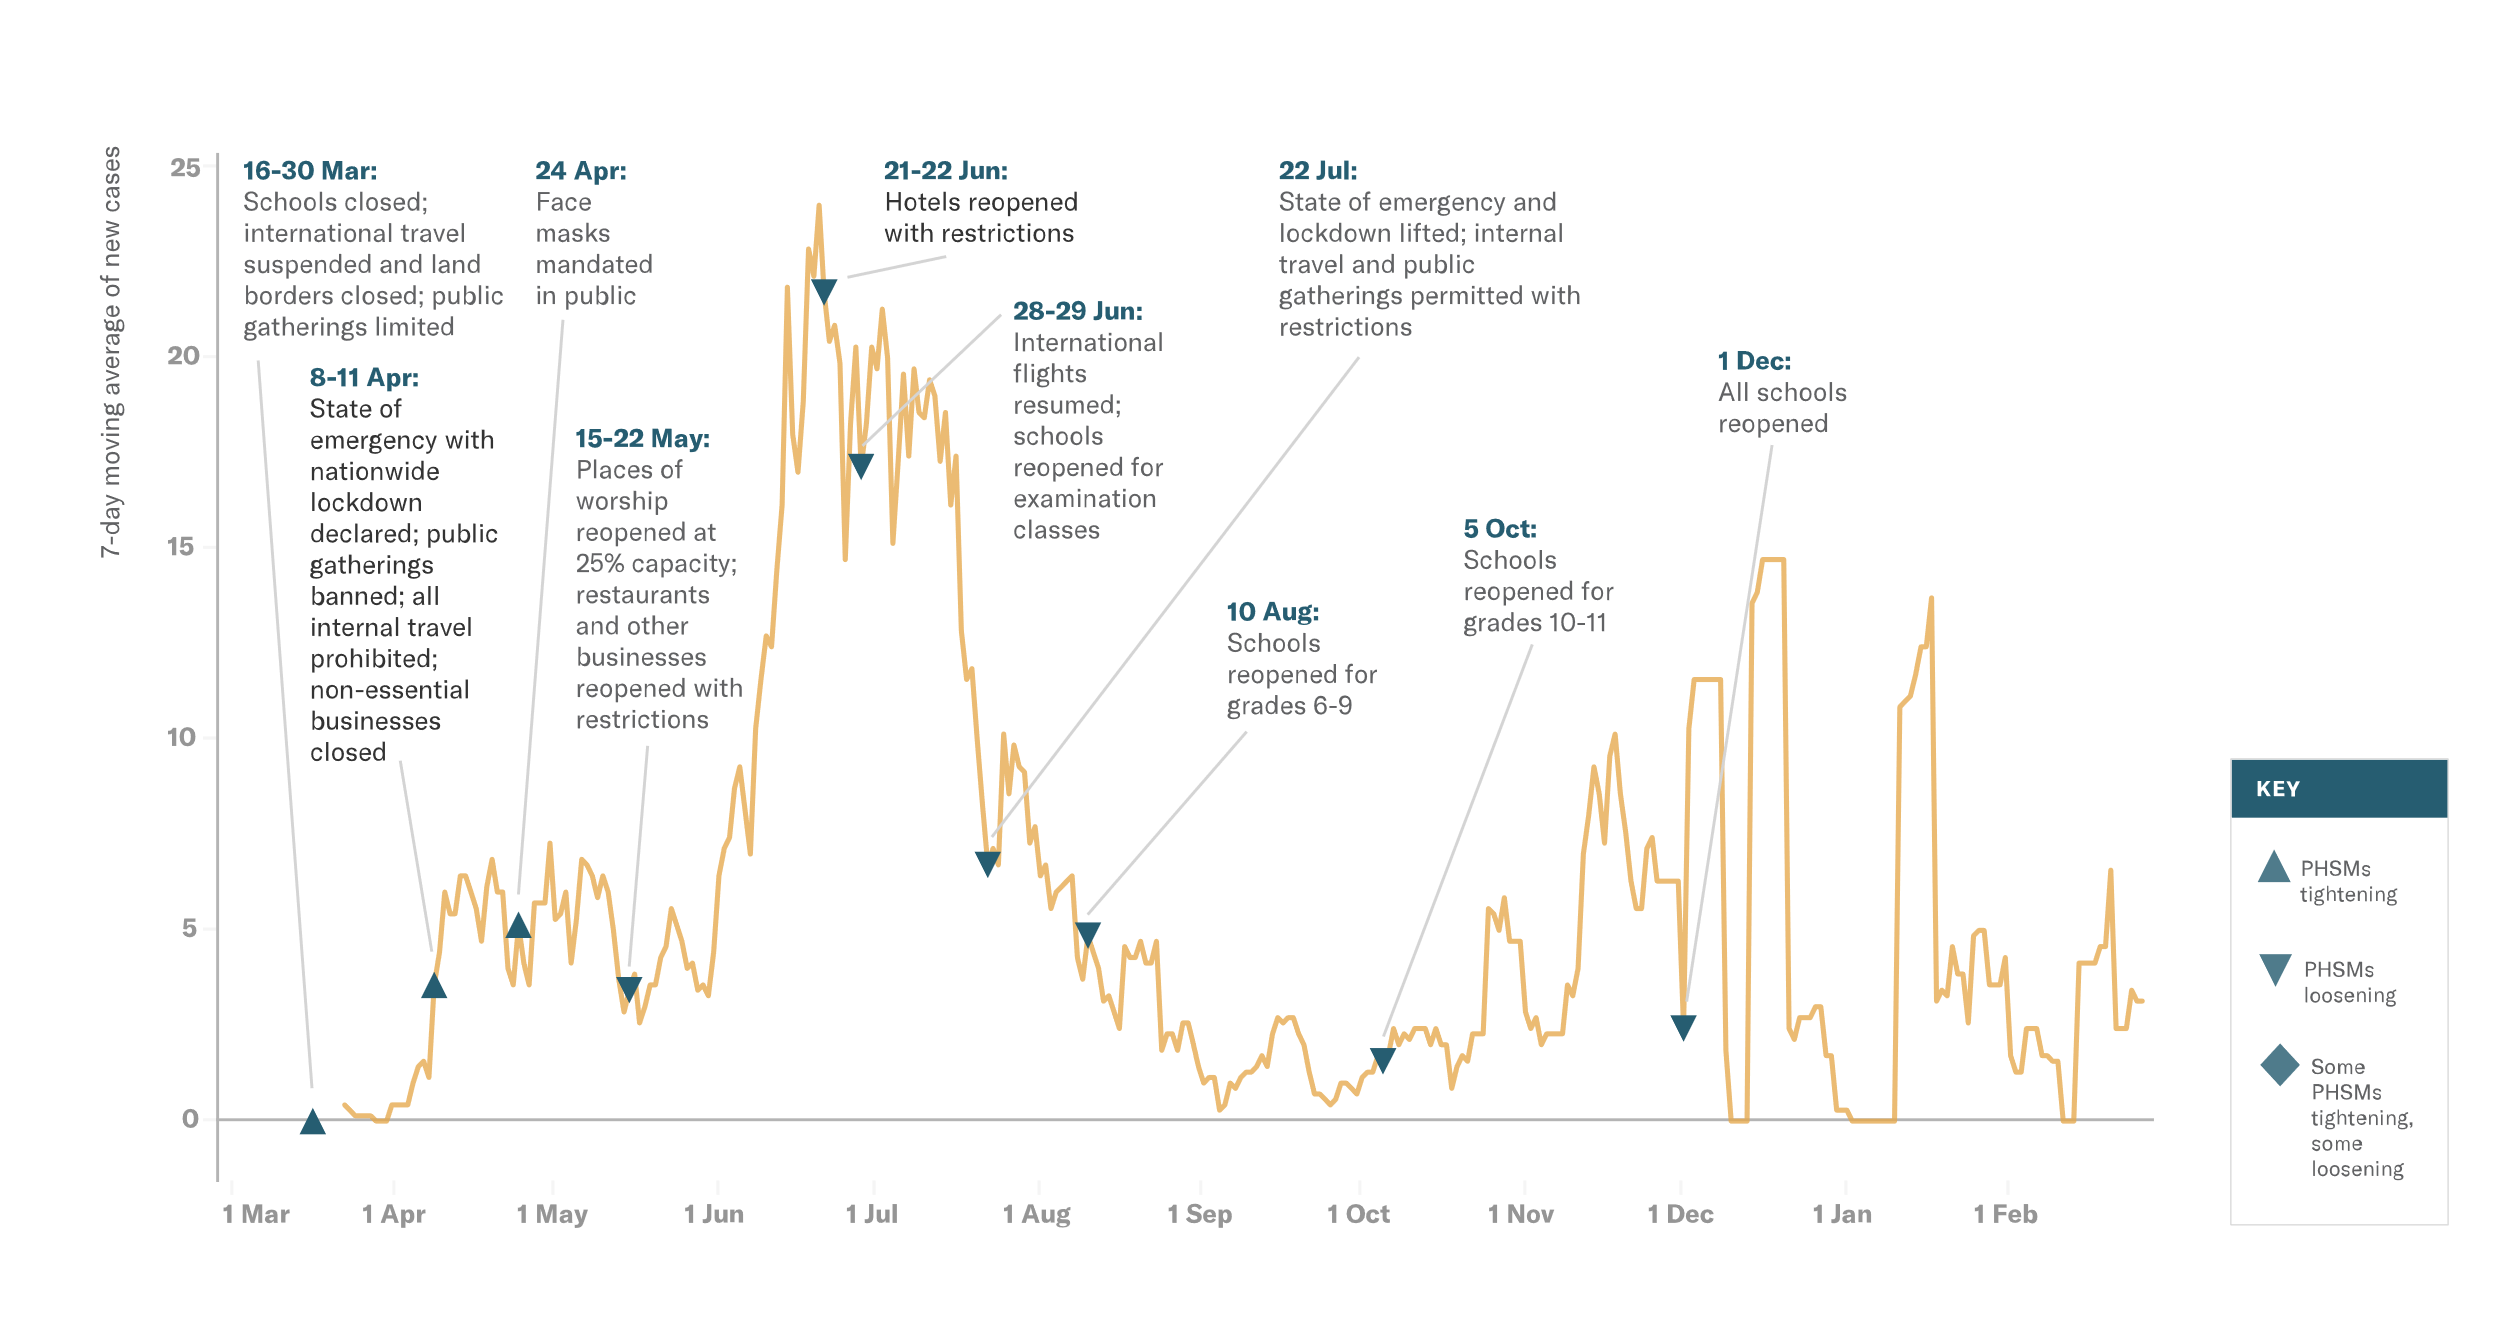 7-day moving average of new cases
25
20
15
10
5
0
16-30 Mar:
Schools closed;
international travel
suspended and land
borders closed; public
gatherings limited
8-11 Apr:
State of
emergency with
nationwide
lockdown
declared; public
gatherings
banned; all
internal travel
prohibited;
non-essential
businesses
closed
24 Apr:
Face
masks
mandated
in public
15-22 May:
Places of
worship
reopened at
25% capacity;
restaurants
and other
businesses
reopened with
restrictions
21-22 Jun:
Hotels reopened
with restrictions
28-29 Jun:
International
flights
resumed;
schools
reopened for
examination
classes
22 Jul:
State of emergency and
lockdown lifted; internal
travel and public
gatherings permitted with
restrictions
10 Aug:
Schools
reopened for
grades 6-9
5 Oct:
Schools
reopened for
grades 10-11
1 Dec:
All schools
reopened
1 Mar
1 Apr
1 May
1 Jun
1 Jul
1 Aug
1 Sep
1 Oct
1 Nov
1 Dec
1 Jan
1 Feb
KEY
PHSMs
tightening
PHSMs
loosening
Some
PHSMs
tightening,
some
loosening